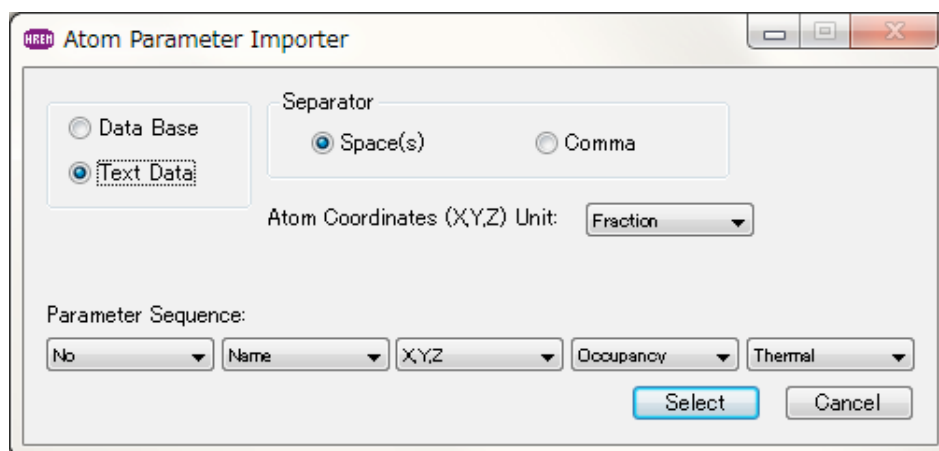 HREM Atom Parameter Importer
Separator
Data Base
Space(s) Comma
Text Data
Atom Coordinates (X,Y,Z) Unit: Fraction
Parameter Sequence:
No Name X,Y,Z Occupancy Thermal
Select Cancel